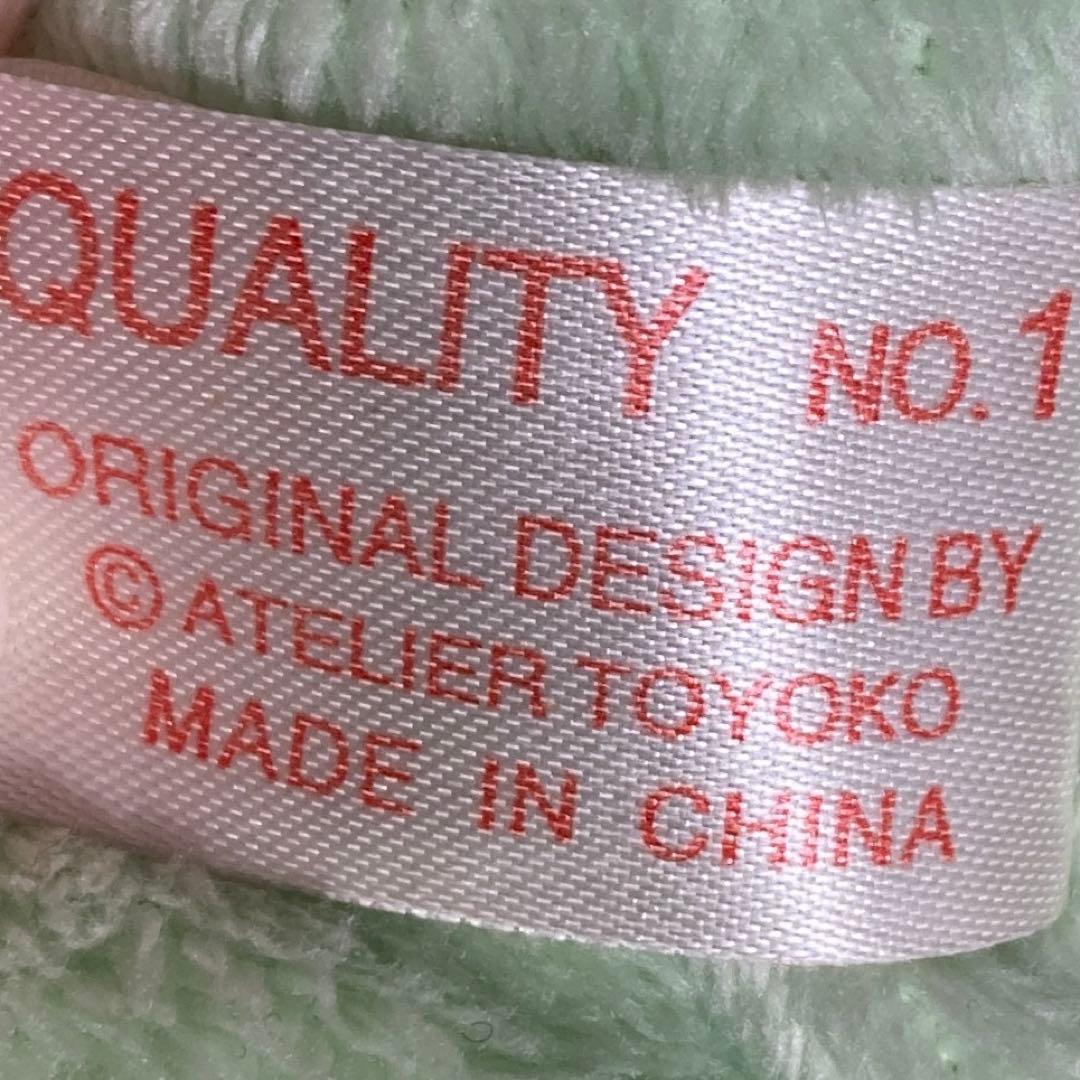 QUALITY NO.1
ORIGINAL DESIGN BY
© ATELIER TOYOKO
MADE IN CHINA